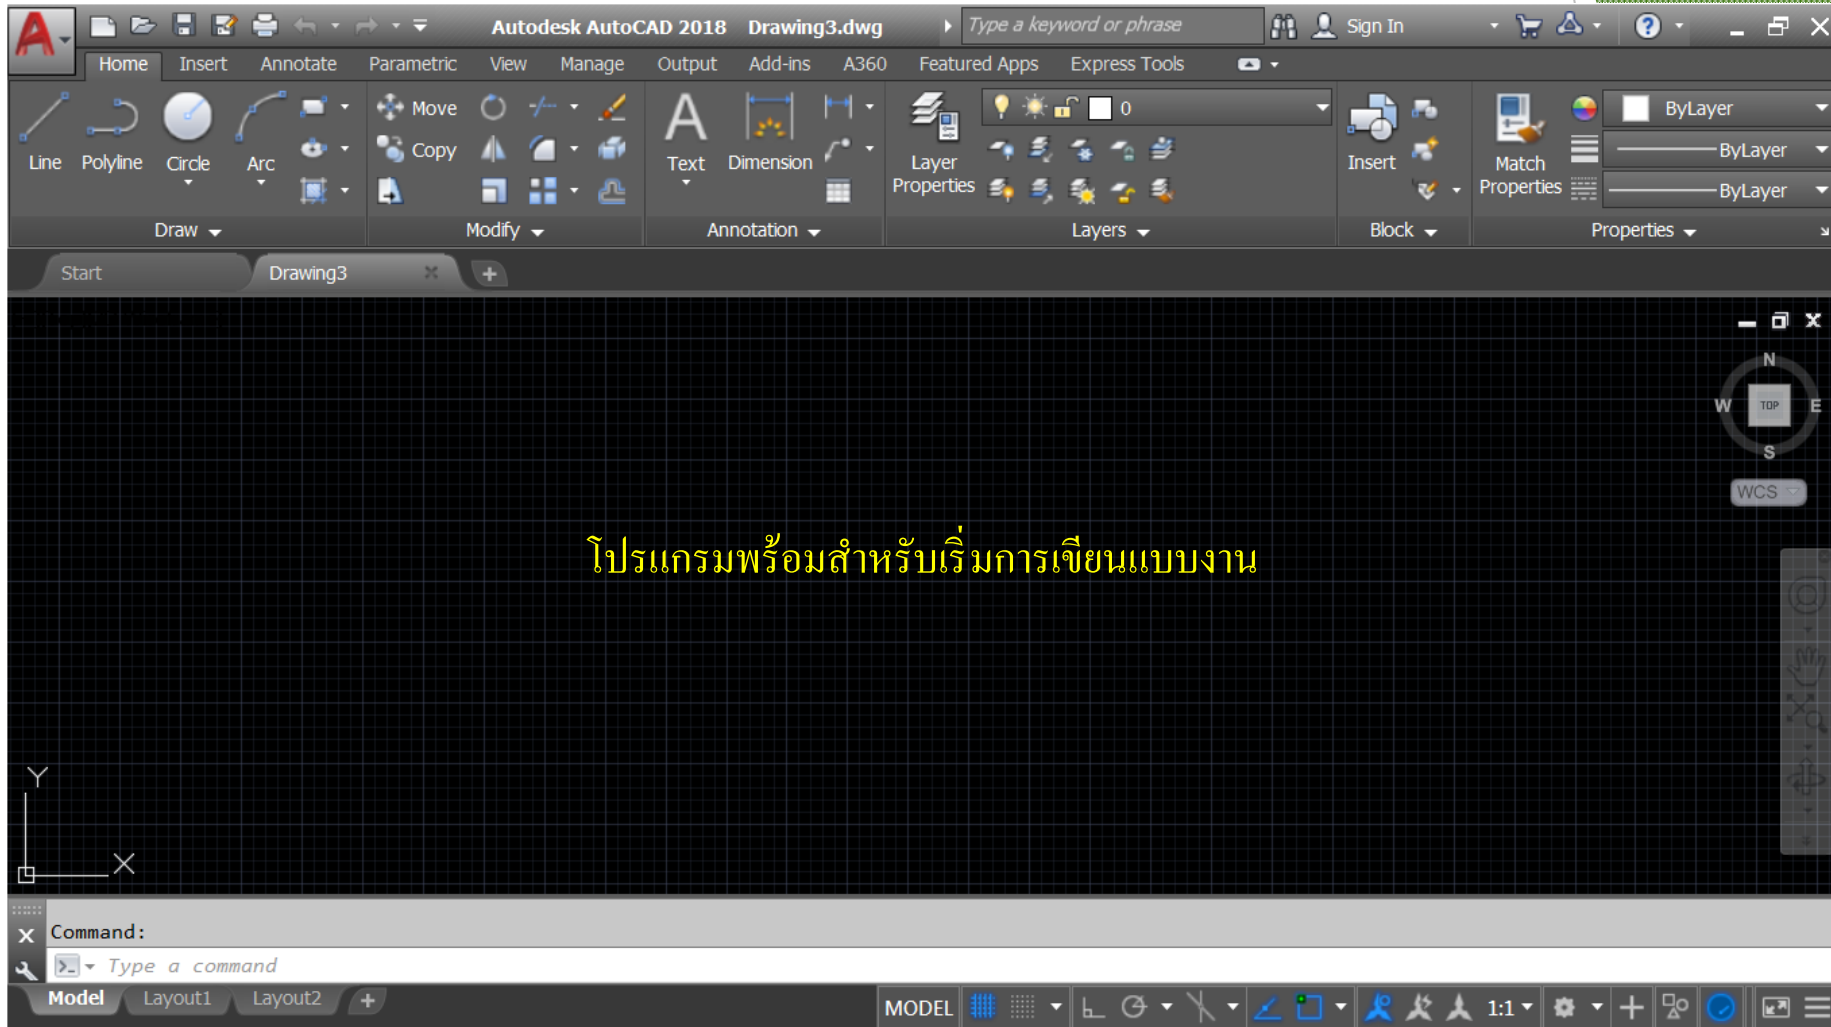 Autodesk AutoCAD 2018 Drawing3.dwg Type a keyword or phrase Sign In
Home Insert Annotate Parametric View Manage Output Add-ins A360 Featured Apps Express Tools
Line Polyline Circle Arc
Move
Copy
Text Dimension
Layer Properties
0
Insert
Match Properties
ByLayer
ByLayer
ByLayer
Draw Modify Annotation Layers Block Properties
Start Drawing3
N
W TOP E
S
WCS
โปรแกรมพร้อมสำหรับเริ่มการเขียนแบบงาน
Y
X
Command:
Type a command
Model Layout1 Layout2 MODEL 1:1